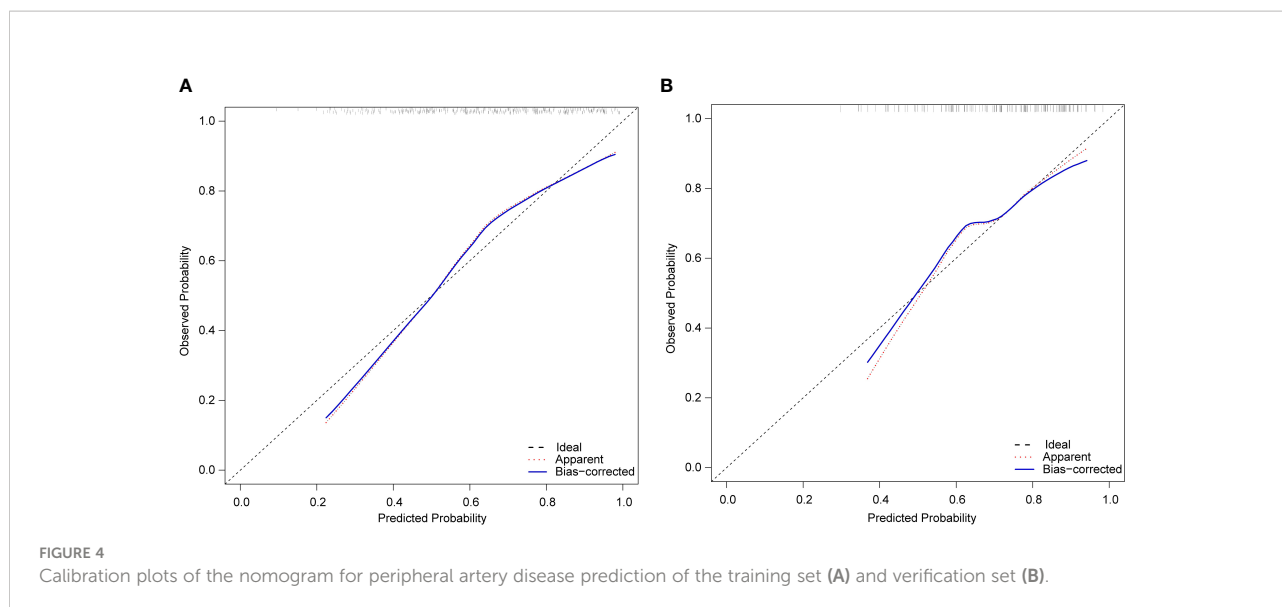 A
B
1.0
0.8
0.6
0.4
0.2
0.0
Observed Probability
0.0 0.2 0.4 0.6 0.8 1.0
Predicted Probability
Ideal
Apparent
Bias−corrected
1.0
0.8
0.6
0.4
0.2
0.0
Observed Probability
0.0 0.2 0.4 0.6 0.8 1.0
Predicted Probability
Ideal
Apparent
Bias−corrected
FIGURE 4
Calibration plots of the nomogram for peripheral artery disease prediction of the training set (A) and verification set (B).